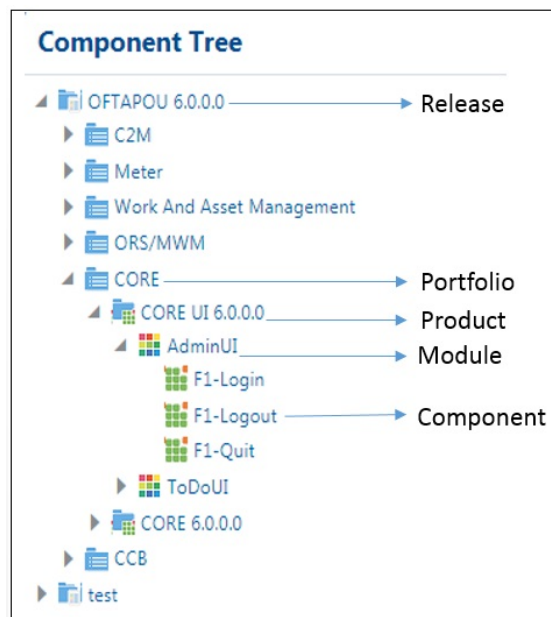 Component Tree
OFTAPOU 6.0.0.0 Release
C2M
Meter
Work And Asset Management
ORS/MWM
CORE Portfolio
CORE UI 6.0.0.0 Product
AdminUI Module
F1-Login
F1-Logout Component
F1-Quit
ToDoUI
CORE 6.0.0.0
CCB
test